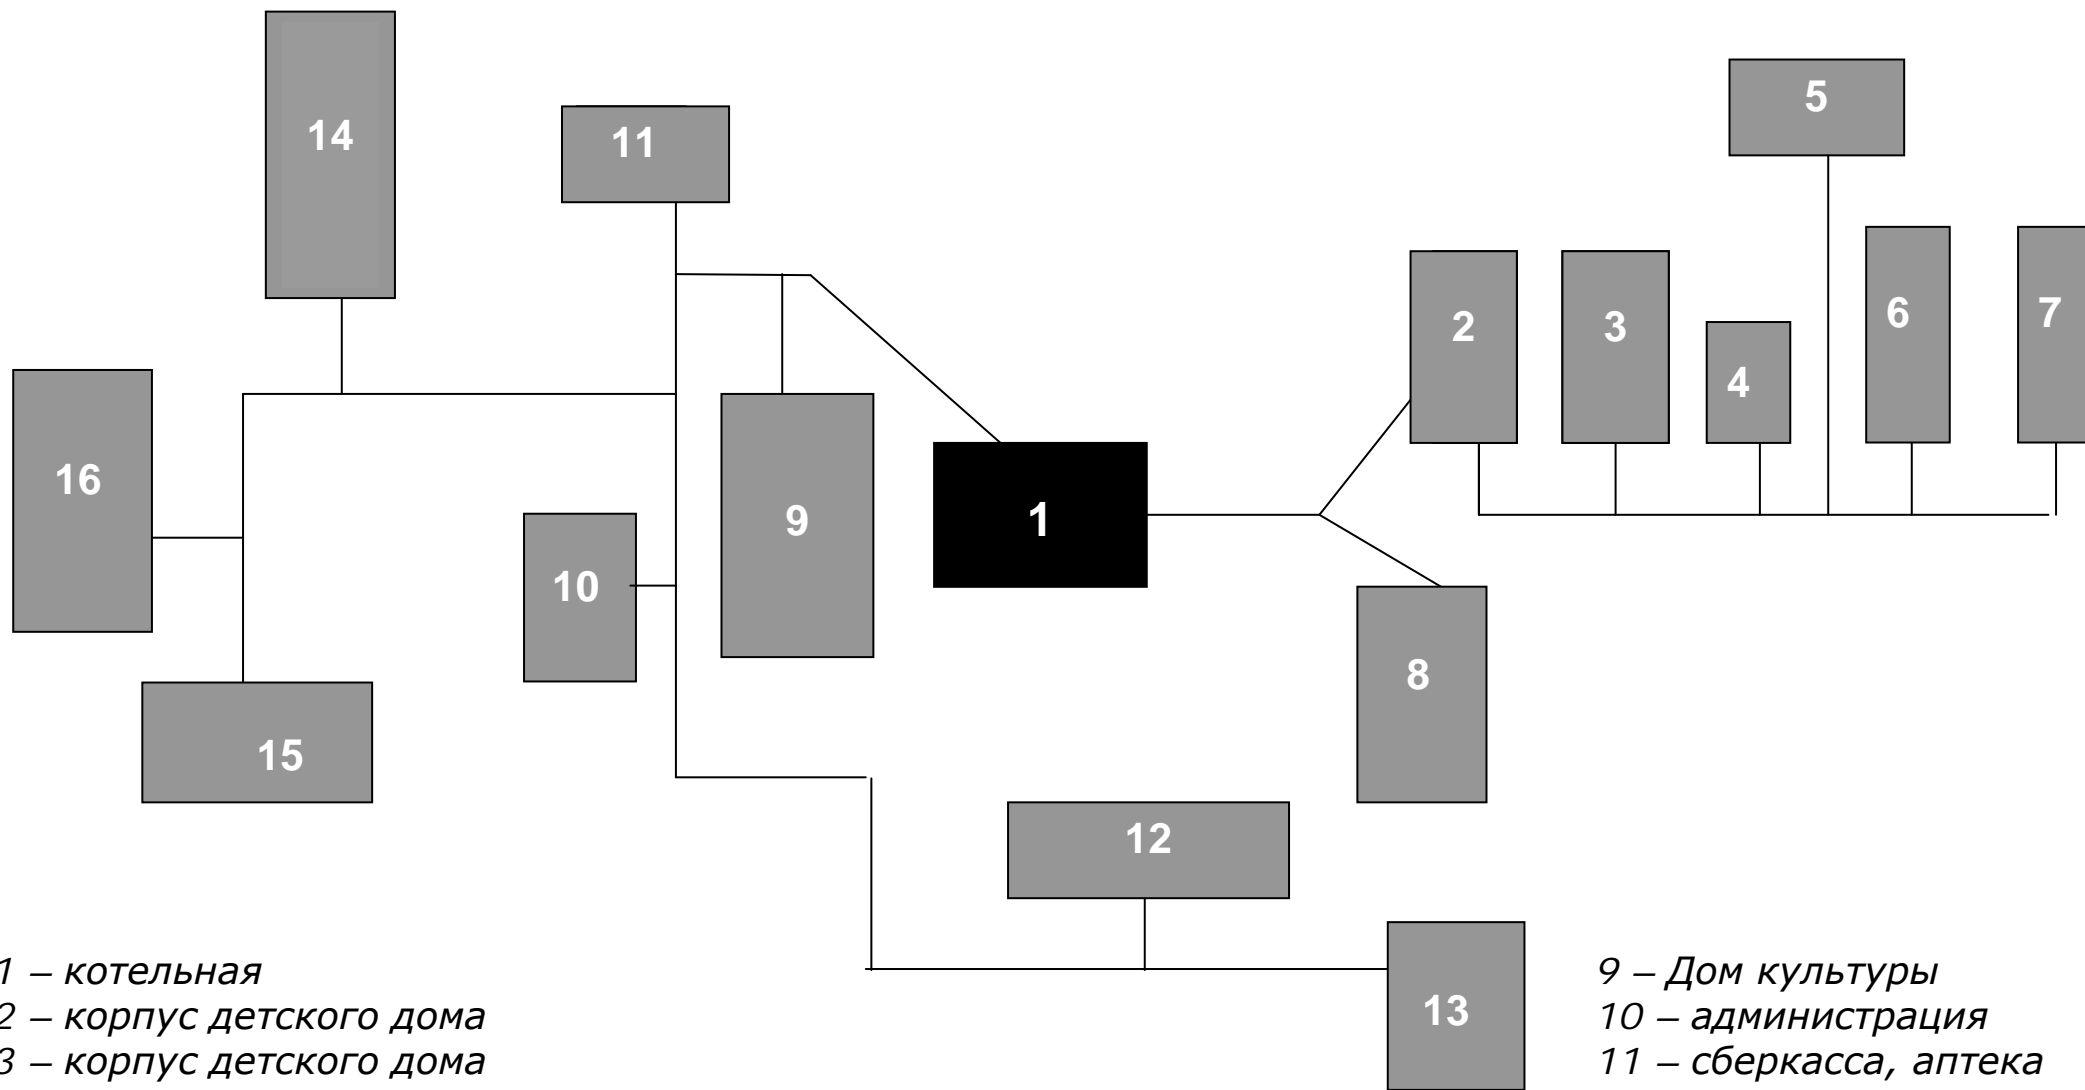 14
11
5
2
3
4
6
7
16
10
9
1
8
15
12
13
1 – котельная
2 – корпус детского дома
3 – корпус детского дома
9 – Дом культуры
10 – администрация
11 – сберкасса, аптека